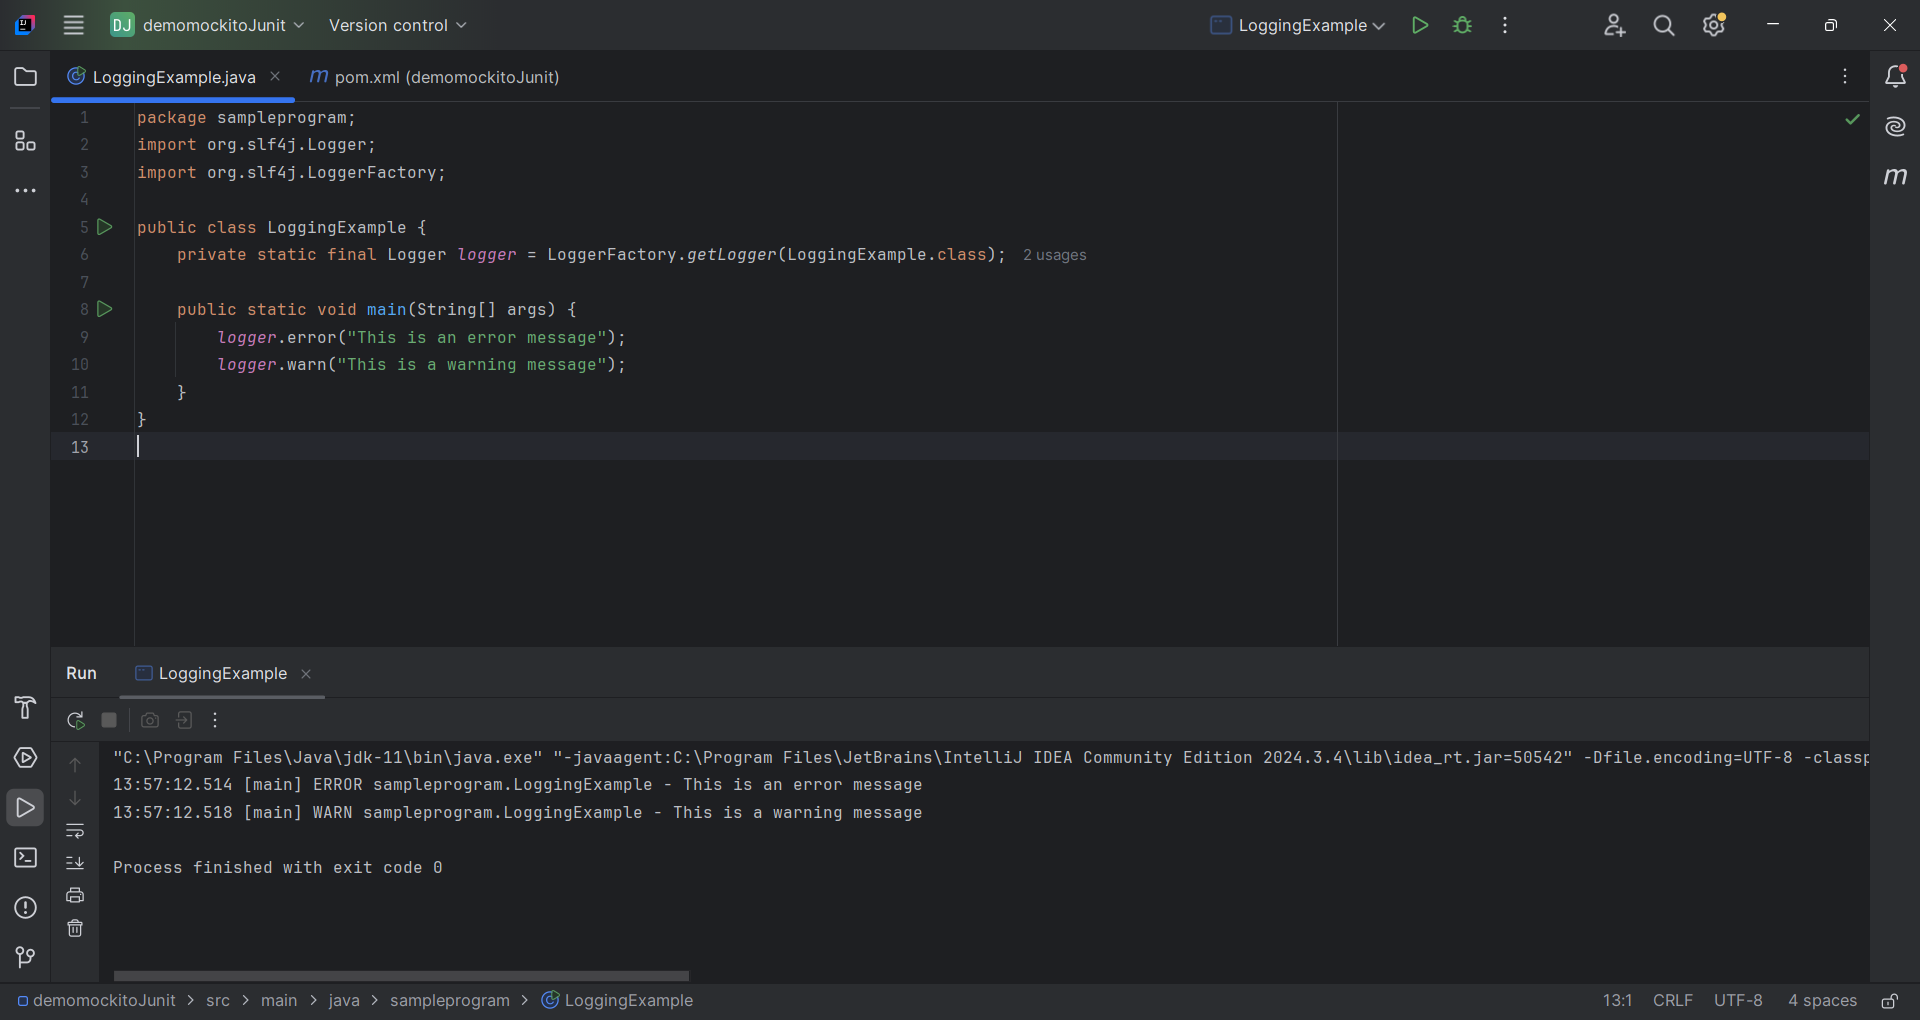 DJ demomockitoJunit Version control LoggingExample
LoggingExample.java m pom.xml (demomockitoJunit)
1 package sampleprogram;
2 import org.slf4j.Logger;
3 import org.slf4j.LoggerFactory;
4
5 public class LoggingExample {
6 private static final Logger logger = LoggerFactory.getLogger(LoggingExample.class); 2 usages
7
8 public static void main(String[] args) {
9 logger.error("This is an error message");
10 logger.warn("This is a warning message");
11 }
12 }
13
m
Run LoggingExample
"C:\Program Files\Java\jdk-11\bin\java.exe" "-javaagent:C:\Program Files\JetBrains\IntelliJ IDEA Community Edition 2024.3.4\lib\idea_rt.jar=50542" -Dfile.encoding=UTF-8 -classp
13:57:12.514 [main] ERROR sampleprogram.LoggingExample - This is an error message
13:57:12.518 [main] WARN sampleprogram.LoggingExample - This is a warning message
Process finished with exit code 0
demomockitoJunit > src > main > java > sampleprogram > LoggingExample 13:1 CRLF UTF-8 4 spaces